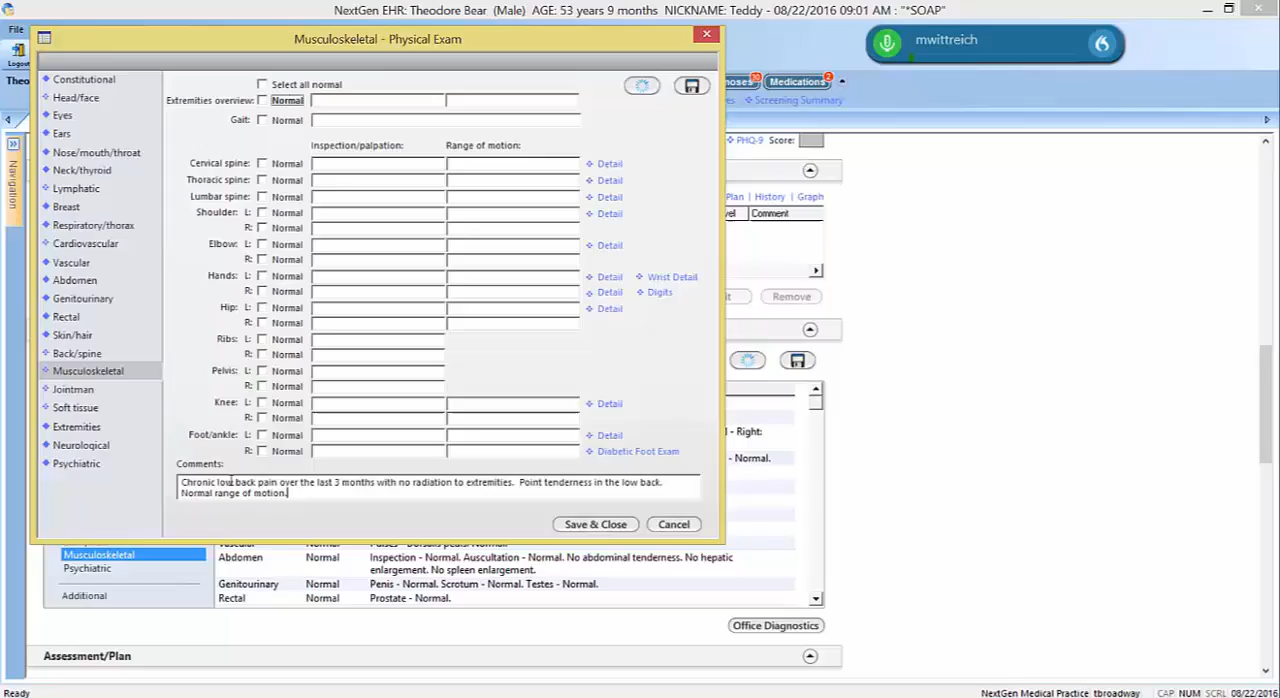 NextGen EHR: Theodore Bear (Male) AGE: 53 years 9 months NICKNAME: Teddy - 08/22/2016 09:01 AM : "*SOAP"
File
Logou
Theo
Musculoskeletal - Physical Exam
mwittreich
noses
Medications
2
es
Screening Summary
PHQ-9 Score:
Navigation
Constitutional
Head/face
Eyes
Ears
Nose/mouth/throat
Neck/thyroid
Lymphatic
Breast
Respiratory/thorax
Cardiovascular
Vascular
Abdomen
Genitourinary
Rectal
Skin/hair
Back/spine
Musculoskeletal
Jointman
Soft tissue
Extremities
Neurological
Psychiatric
Select all normal
Extremities overview: Normal
Gait: Normal
Inspection/palpation: Range of motion:
Cervical spine: Normal Detail
Thoracic spine: Normal Detail
Lumbar spine: Normal Detail
Shoulder: L: Normal Detail
R: Normal
Elbow: L: Normal Detail
R: Normal
Hands: L: Normal Detail Wrist Detail
R: Normal Detail Digits
Hip: L: Normal Detail
R: Normal
Ribs: L: Normal
R: Normal
Pelvis: L: Normal
R: Normal
Knee: L: Normal Detail
R: Normal
Foot/ankle: L: Normal Detail
R: Normal Diabetic Foot Exam
Comments:
Chronic low back pain over the last 3 months with no radiation to extremities. Point tenderness in the low back.
Normal range of motion.
Save & Close Cancel
Plan | History | Graph
vel Comment
it Remove
l - Right:
- Normal.
Musculoskeletal
Psychiatric
Additional
Abdomen Normal Inspection - Normal. Auscultation - Normal. No abdominal tenderness. No hepatic
enlargement. No spleen enlargement.
Genitourinary Normal Penis - Normal. Scrotum - Normal. Testes - Normal.
Rectal Normal Prostate - Normal.
Office Diagnostics
Assessment/Plan
Ready NextGen Medical Practice tbroadway CAP NUM SCRL 08/22/2016